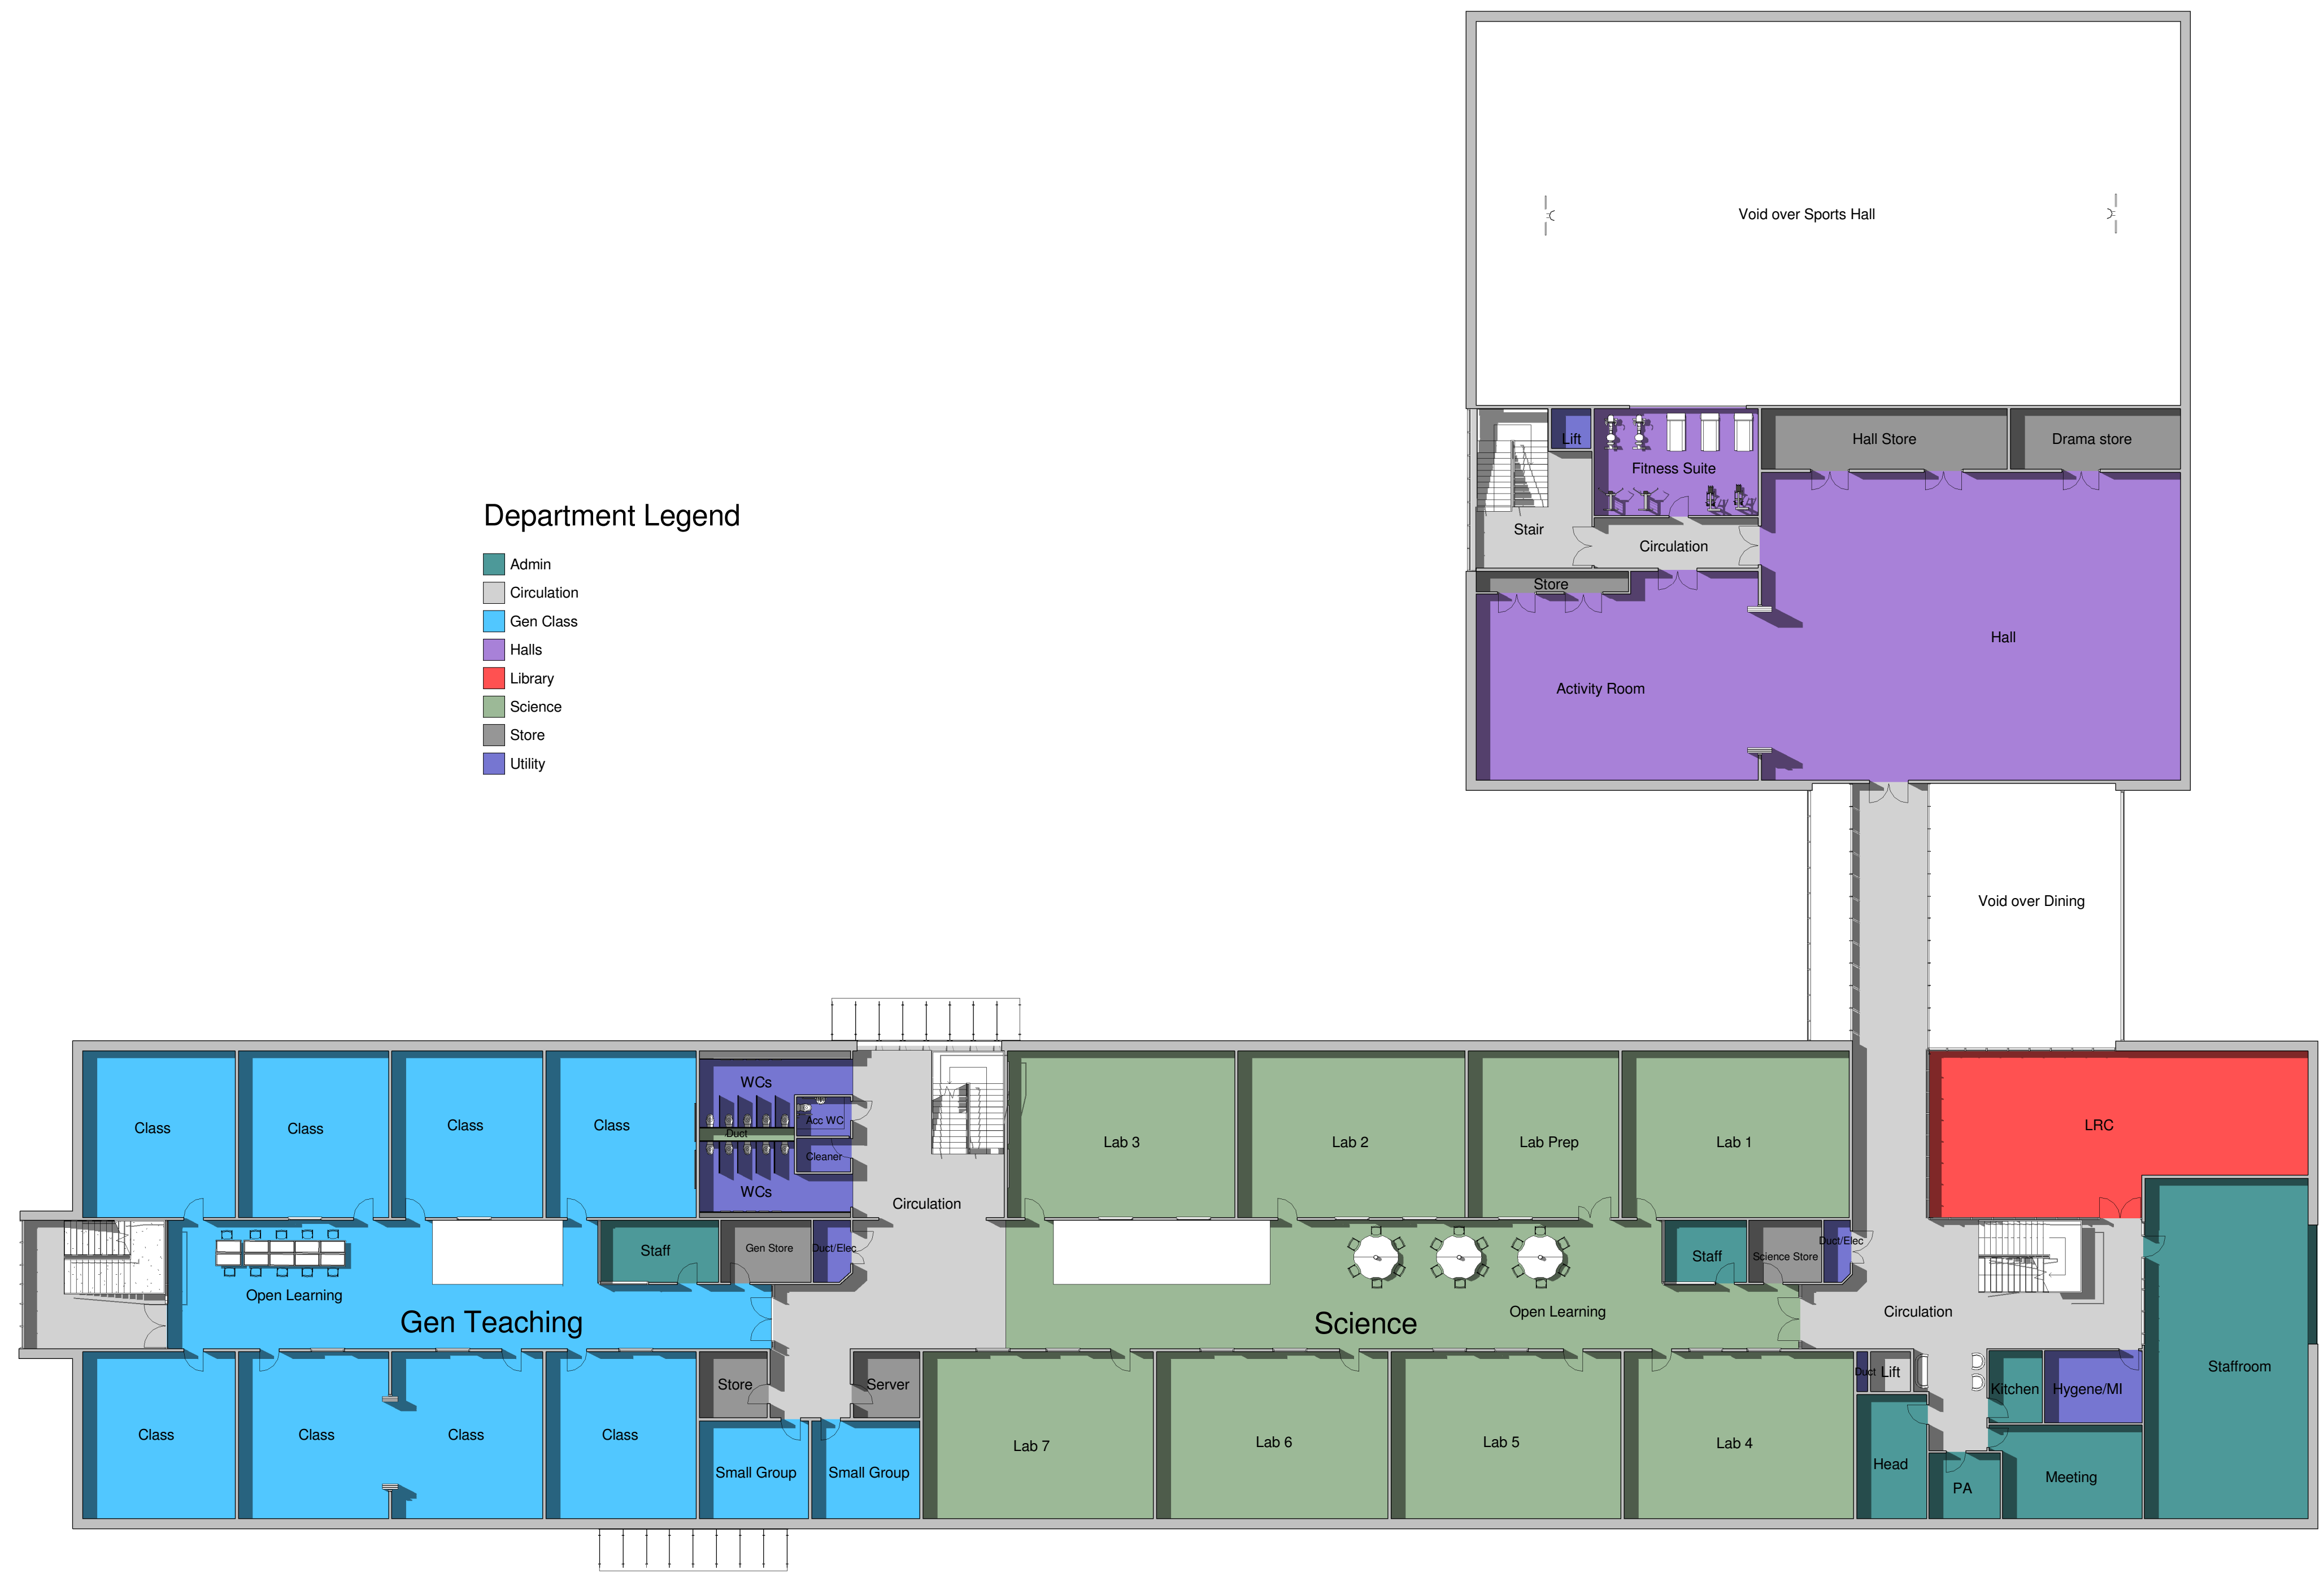 Void over Sports Hall
Lift
Hall Store
Drama store
Fitness Suite
Stair
Circulation
Store
Hall
Activity Room
Department Legend
Admin
Circulation
Gen Class
Halls
Library
Science
Store
Utility
Void over Dining
WCs
Class
Class
Class
Class
Acc WC
Duct
Cleaner
WCs
Lab 3
Lab 2
Lab Prep
Lab 1
LRC
Circulation
Staff
Gen Store
Duct/Elec
Staff
Science Store
Duct/Elec
Open Learning
Gen Teaching
Science
Open Learning
Circulation
Staffroom
Store
Server
Duct
Lift
Kitchen
Hygene/MI
Class
Class
Class
Class
Small Group
Small Group
Lab 7
Lab 6
Lab 5
Lab 4
Head
PA
Meeting